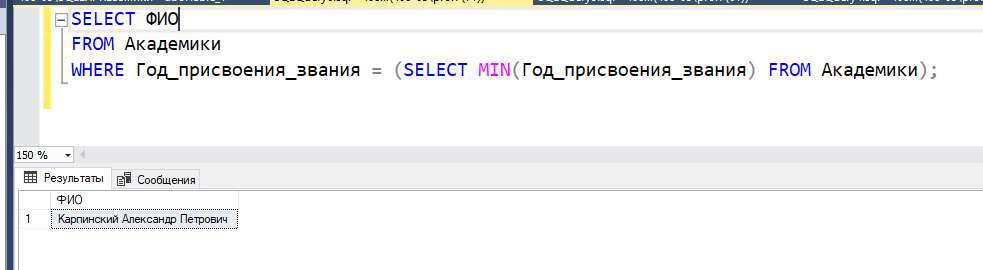 SELECT ФИО
FROM Академики
WHERE Год_присвоения_звания = (SELECT MIN(Год_присвоения_звания) FROM Академики);
150 %
Результаты Сообщения
ФИО
1 Карпинский Александр Петрович